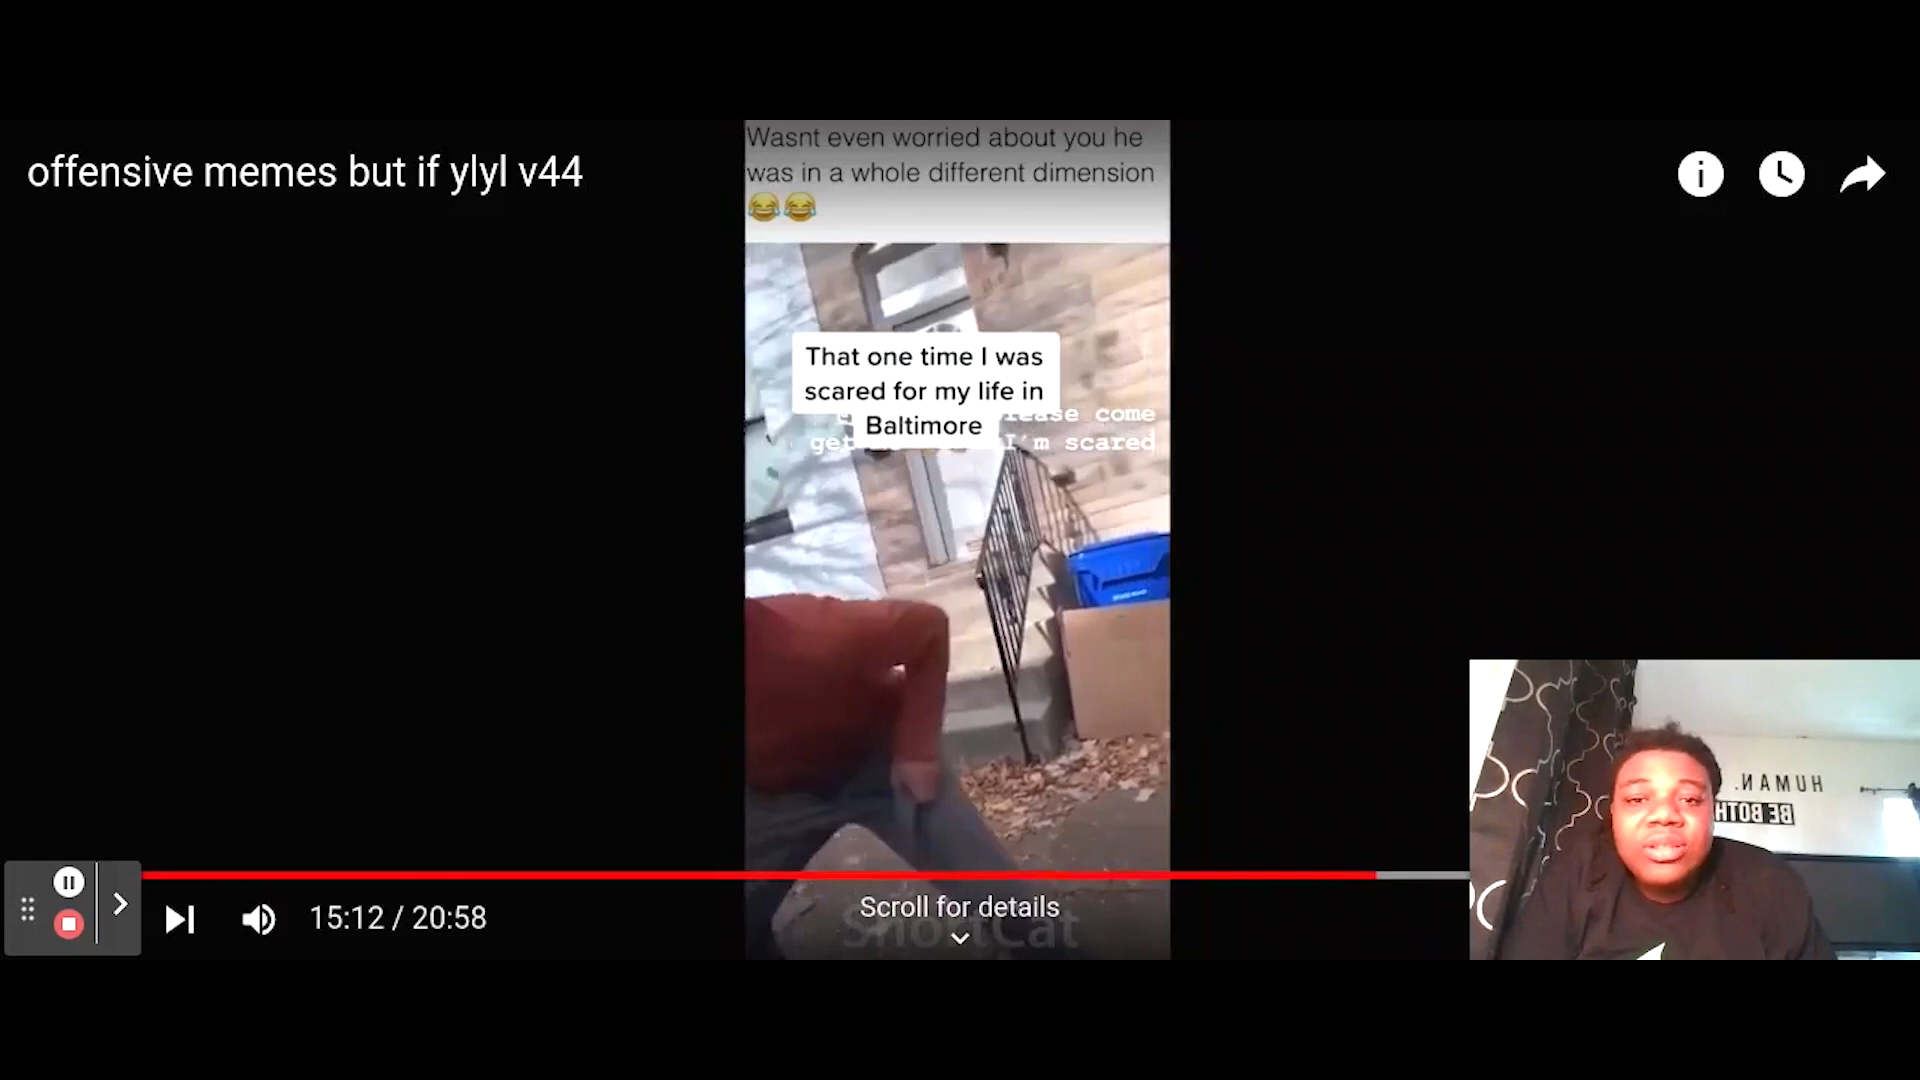 offensive memes but if ylyl v44
Wasnt even worried about you he
was in a whole different dimension
😂😂
That one time I was
scared for my life in
Baltimore
come
get I'm scared
HUMAN.
BE BOTH
15:12 / 20:58
Scroll for details
ShortCat